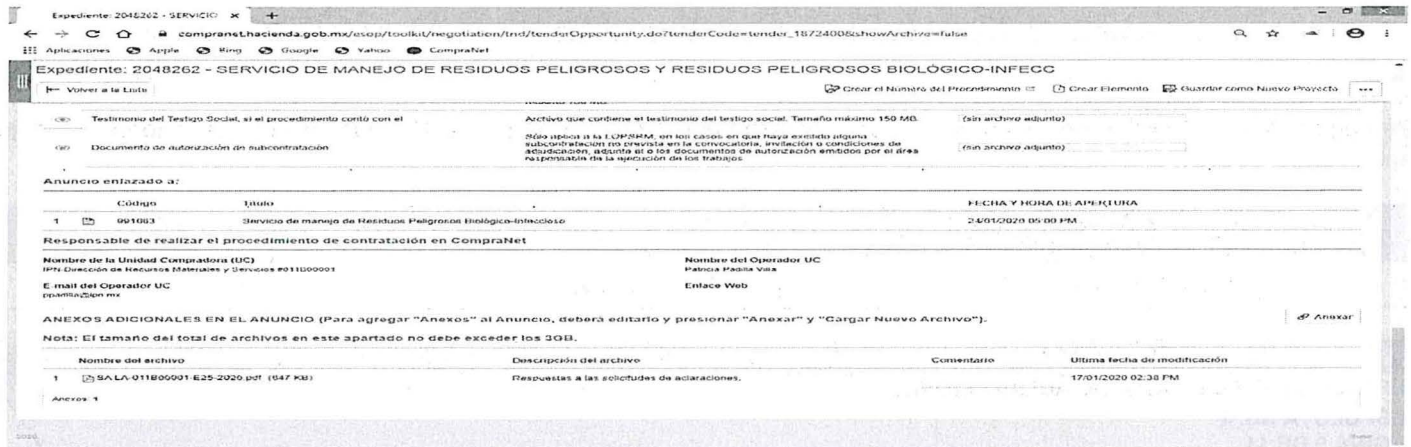 Expediente: 2048262 - SERVICIO
compranet.hacienda.gob.mx/esop/toolkit/negotiation/tnd/tenderOpportunity.do?tenderCode=tender_1872400&showArchive=false
Aplicaciones Apple Bing Google Yahoo CompraNet
Expediente: 2048262 - SERVICIO DE MANEJO DE RESIDUOS PELIGROSOS Y RESIDUOS PELIGROSOS BIOLÓGICO-INFECC
Volver a la Lista Crear el Número del Procedimiento Crear Elemento Guardar como Nuevo Proyecto ...
Testimonio del Testigo Social, si el procedimiento contó con el Archivo que contiene el testimonio del testigo social. Tamaño máximo 150 MB. (sin archivo adjunto)
Sólo aplica a la LOPSRM, en los casos en que haya existido alguna
Documento de autorización de subcontratación subcontratación no prevista en la convocatoria, invitación o condiciones de (sin archivo adjunto)
adjudicación, adjunta el o los documentos de autorización emitidos por el área
responsable de la ejecución de los trabajos
Anuncio enlazado a:
Código Título FECHA Y HORA DE APERTURA
1 991083 Servicio de manejo de Residuos Peligrosos Biológico-Infeccioso 24/01/2020 05:00 PM
Responsable de realizar el procedimiento de contratación en CompraNet
Nombre de la Unidad Compradora (UC) Nombre del Operador UC
IPN-Dirección de Recursos Materiales y Servicios #011B00001 Patricia Padilla Villa
E-mail del Operador UC Enlace Web
ppadilla@ipn.mx
ANEXOS ADICIONALES EN EL ANUNCIO (Para agregar "Anexos" al Anuncio, deberá editarlo y presionar "Anexar" y "Cargar Nuevo Archivo"). Anexar
Nota: El tamaño del total de archivos en este apartado no debe exceder los 3GB.
Nombre del archivo Descripción del archivo Comentario Última fecha de modificación
1 SA LA-011B00001-E25-2020.pdf (647 KB) Respuestas a las solicitudes de aclaraciones. 17/01/2020 02:38 PM
Anexos: 1